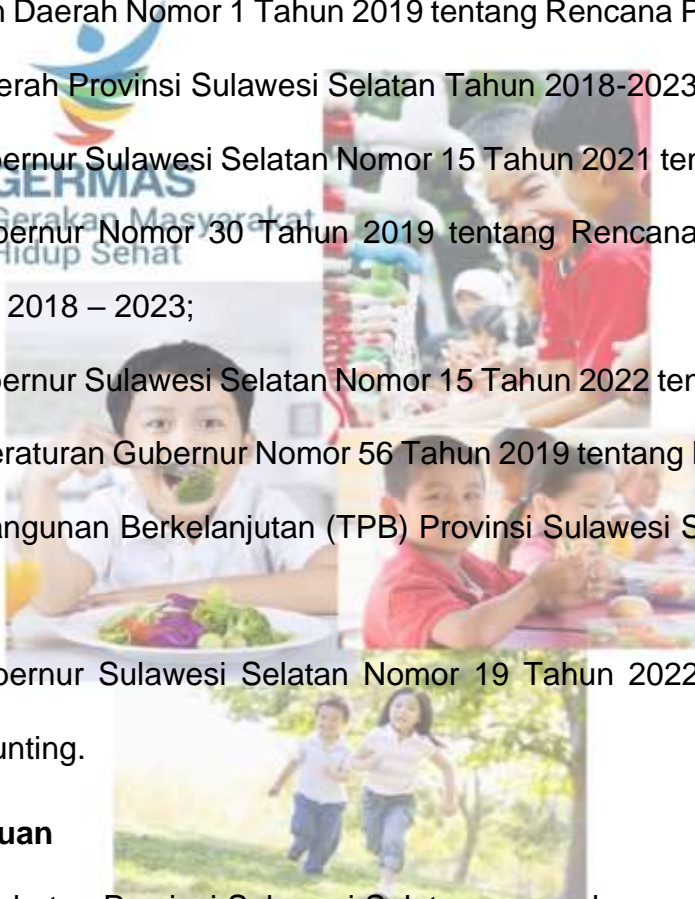 n Daerah Nomor 1 Tahun 2019 tentang Rencana P
erah Provinsi Sulawesi Selatan Tahun 2018-2023
bernur Sulawesi Selatan Nomor 15 Tahun 2021 ten
GERMAS
Gerakan Masyarakat
bernur Nomor 30 Tahun 2019 tentang Rencana
Hidup Sehat
2018 – 2023;
bernur Sulawesi Selatan Nomor 15 Tahun 2022 ten
eraturan Gubernur Nomor 56 Tahun 2019 tentang
angunan Berkelanjutan (TPB) Provinsi Sulawesi S
bernur Sulawesi Selatan Nomor 19 Tahun 2022
unting.
uan